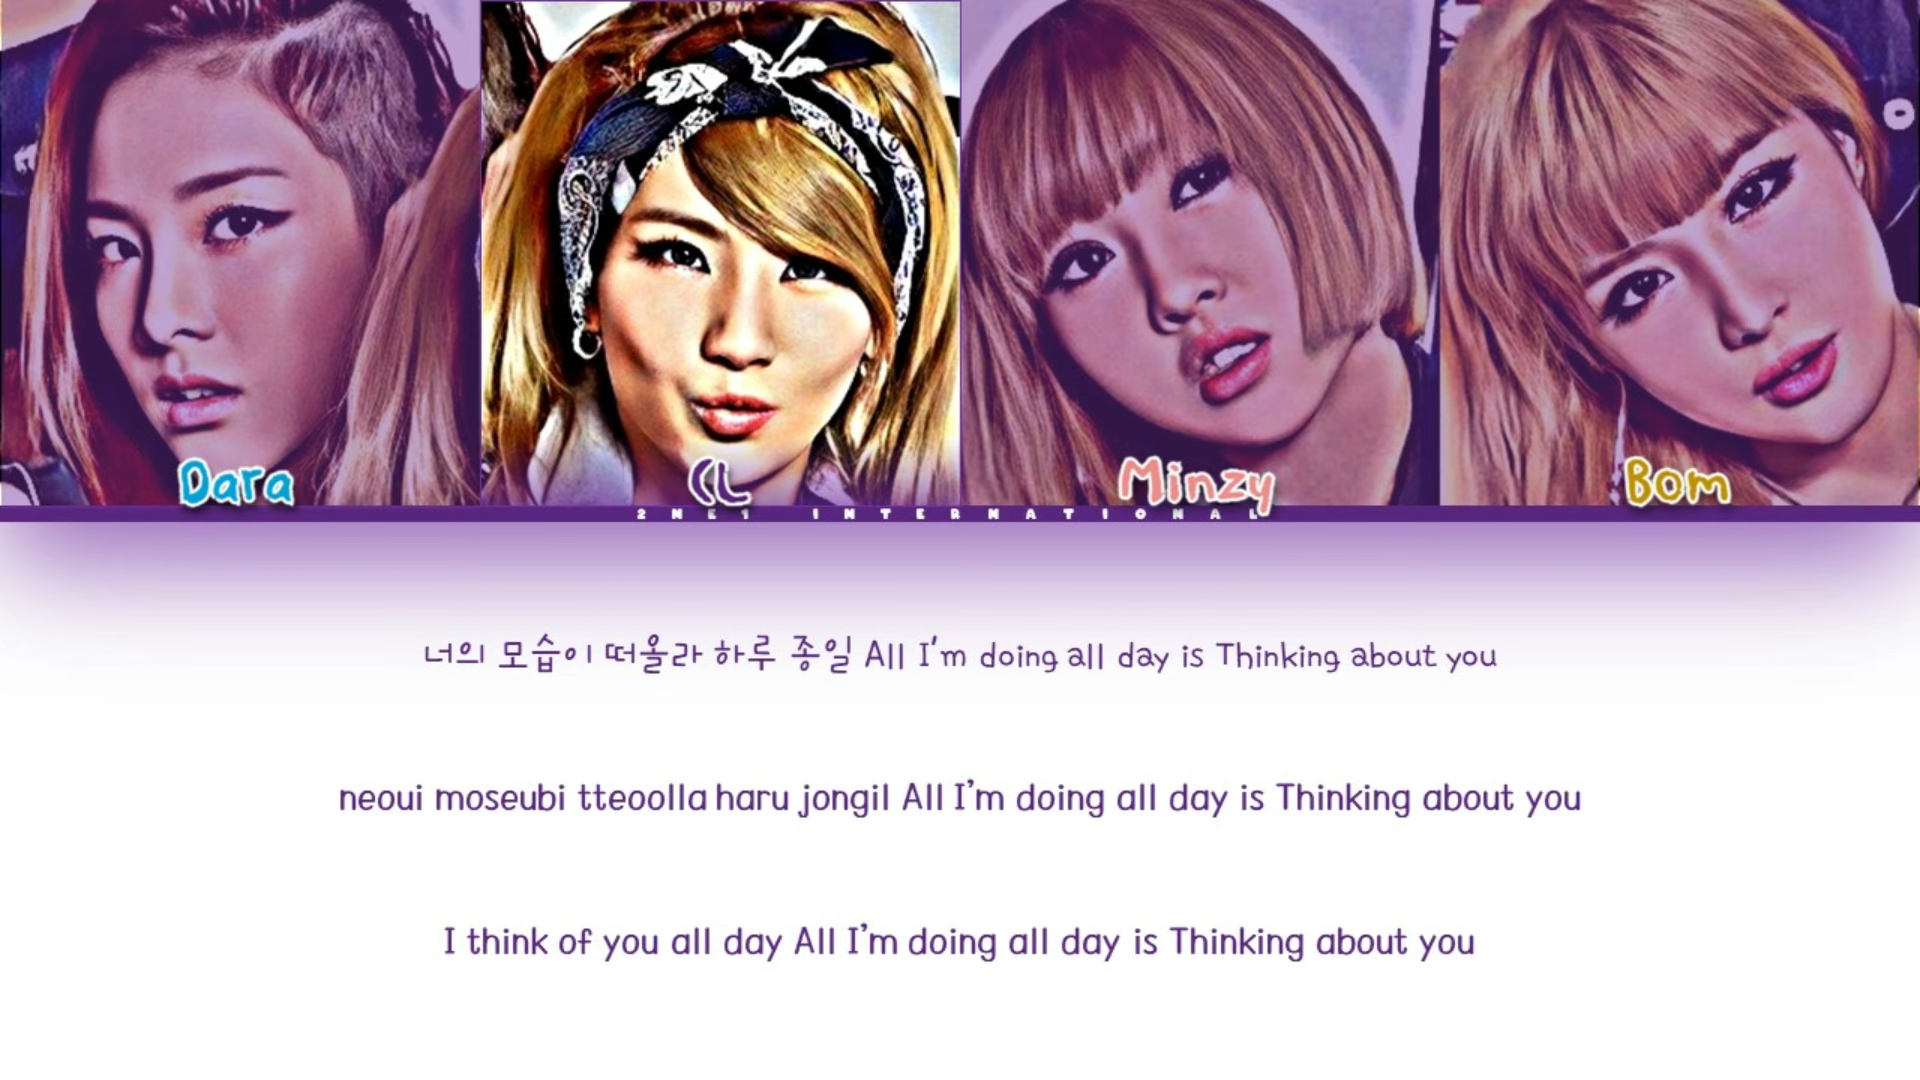 Dara
CL
Minzy
Bom
2NE1 INTERNATIONAL
너의 모습이 떠올라 하루 종일 All I'm doing all day is Thinking about you
neoui moseubi tteoolla haru jongil All I'm doing all day is Thinking about you
I think of you all day All I'm doing all day is Thinking about you